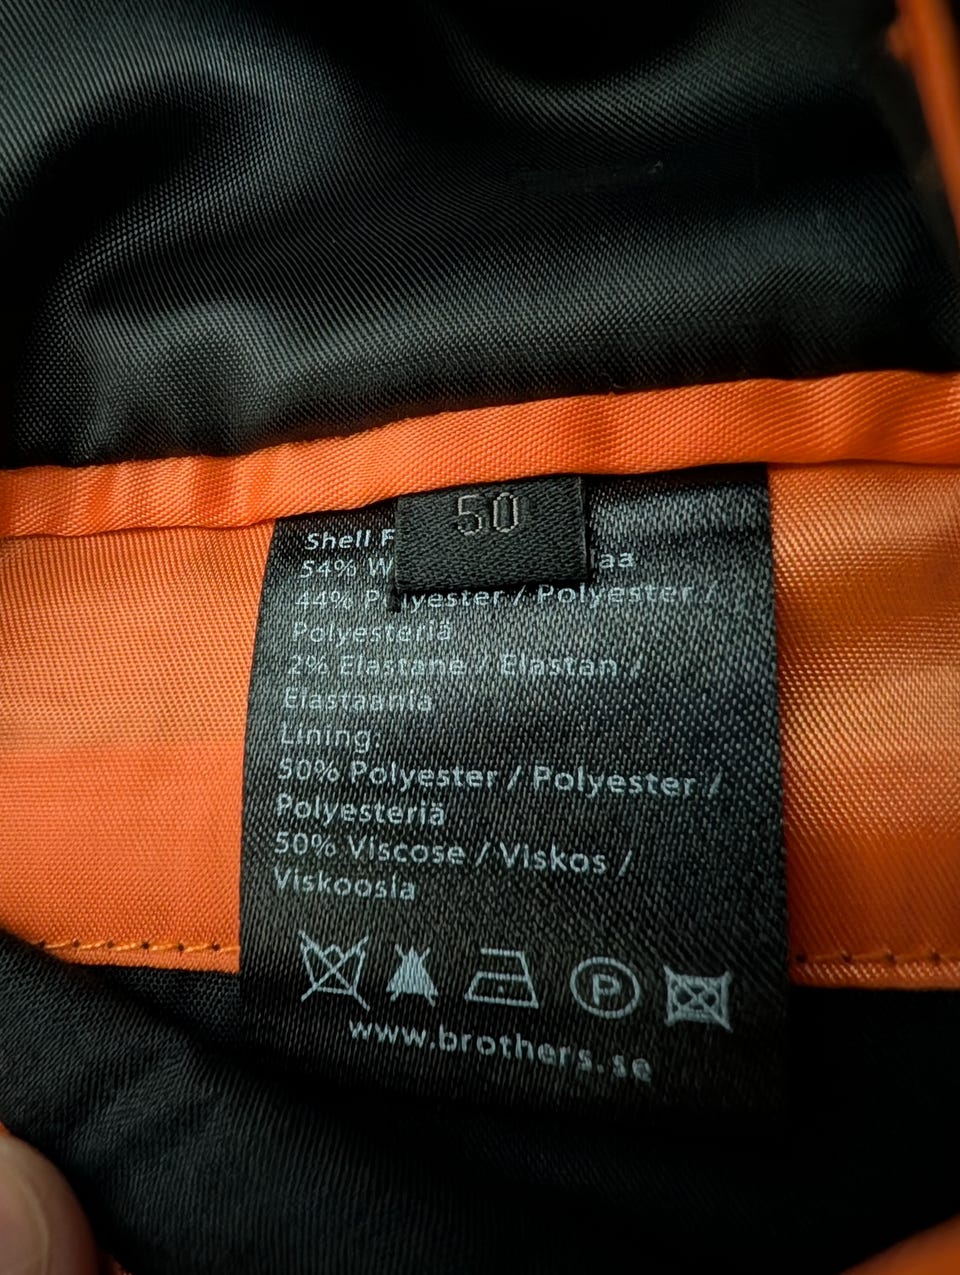 50
Shell F
54% W aa
44% Polyester / Polyester /
Polyesteriä
2% Elastane / Elastan /
Elastaania
Lining:
50% Polyester / Polyester /
Polyesteriä
50% Viscose / Viskos /
Viskoosia
P
www.brothers.se